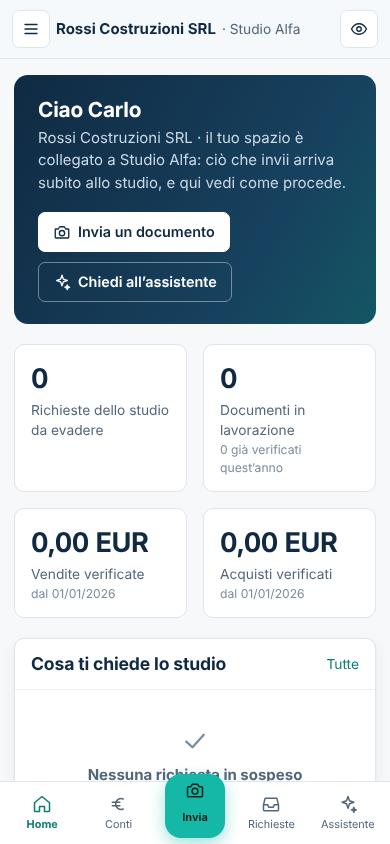 Rossi Costruzioni SRL · Studio Alfa
Ciao Carlo
Rossi Costruzioni SRL · il tuo spazio è
collegato a Studio Alfa: ciò che invii arriva
subito allo studio, e qui vedi come procede.
Invia un documento
Chiedi all’assistente
0
Richieste dello studio
da evadere
0
Documenti in
lavorazione
0 già verificati
quest’anno
0,00 EUR
Vendite verificate
dal 01/01/2026
0,00 EUR
Acquisti verificati
dal 01/01/2026
Cosa ti chiede lo studio
Tutte
Nessuna richiesta in sospeso
Home
Conti
Invia
Richieste
Assistente